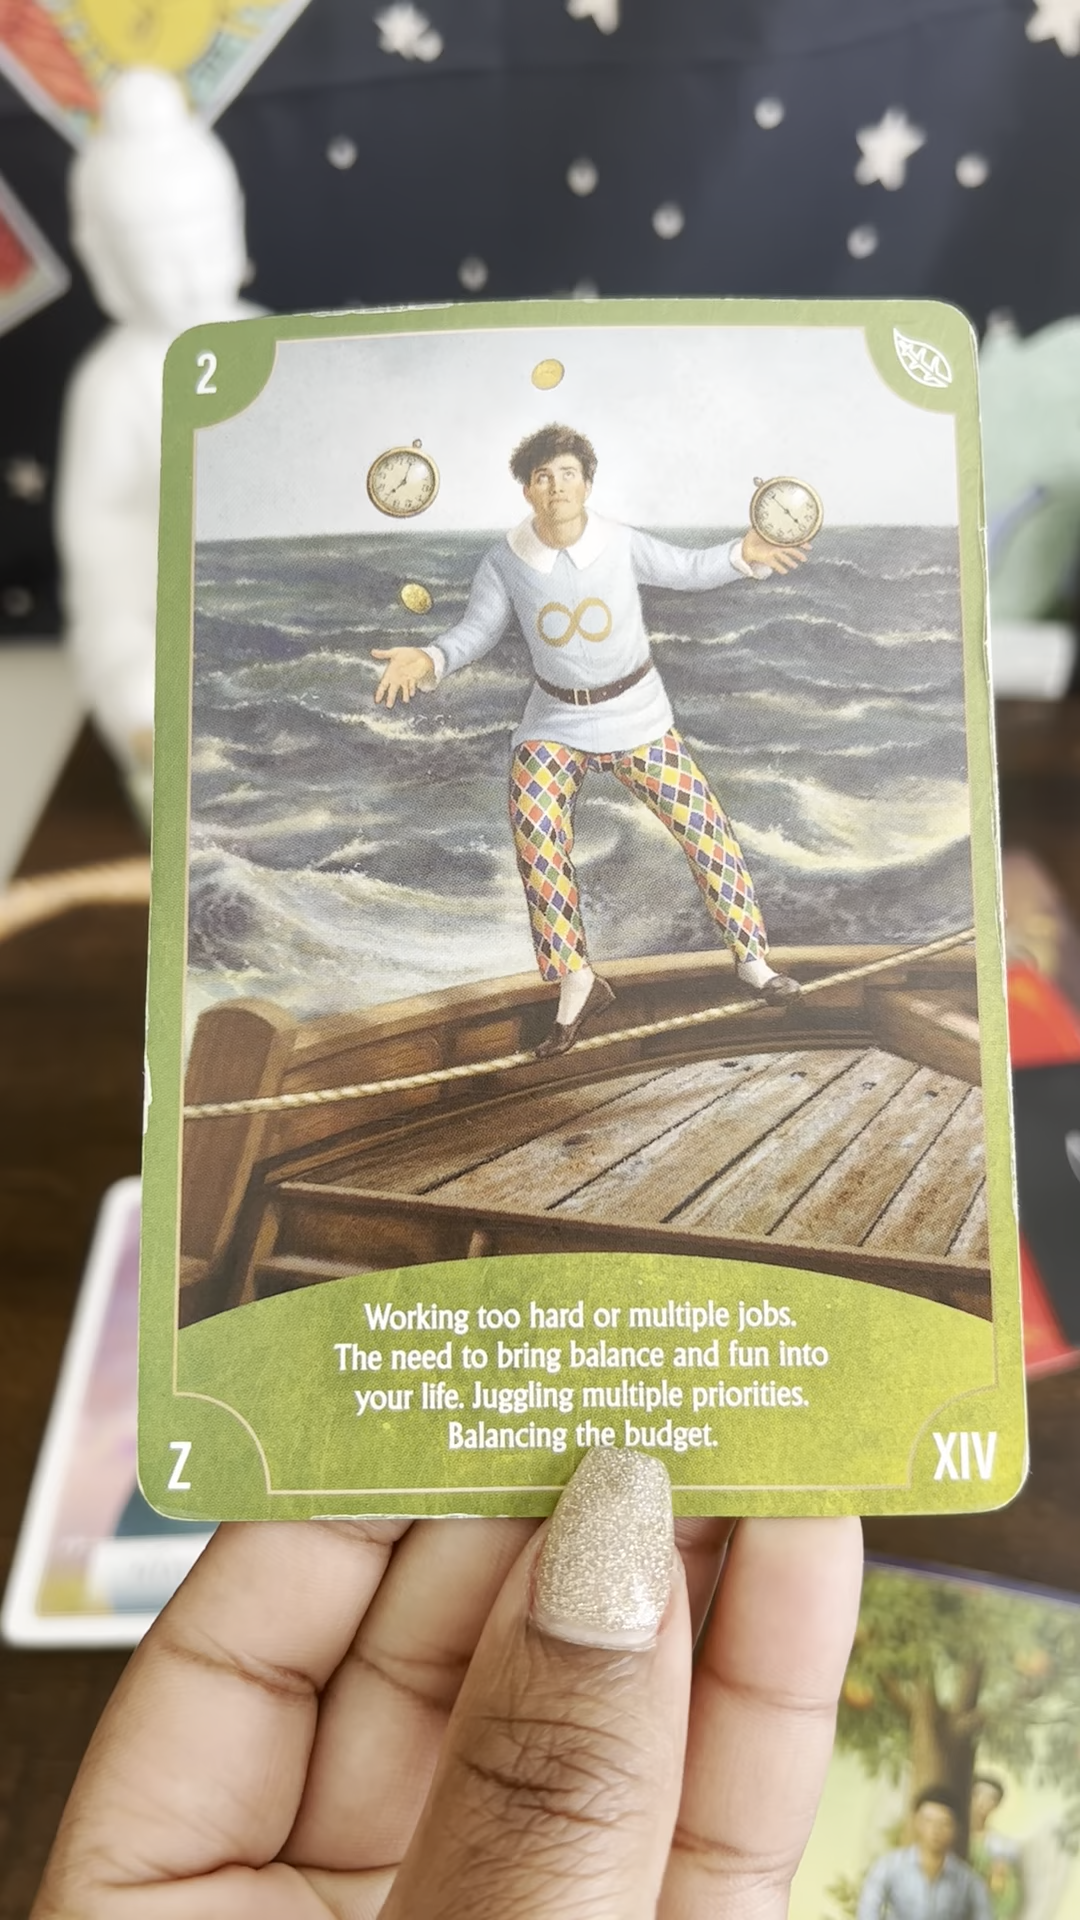 2
Working too hard or multiple jobs.
The need to bring balance and fun into
your life. Juggling multiple priorities.
Balancing the budget.
Z
XIV